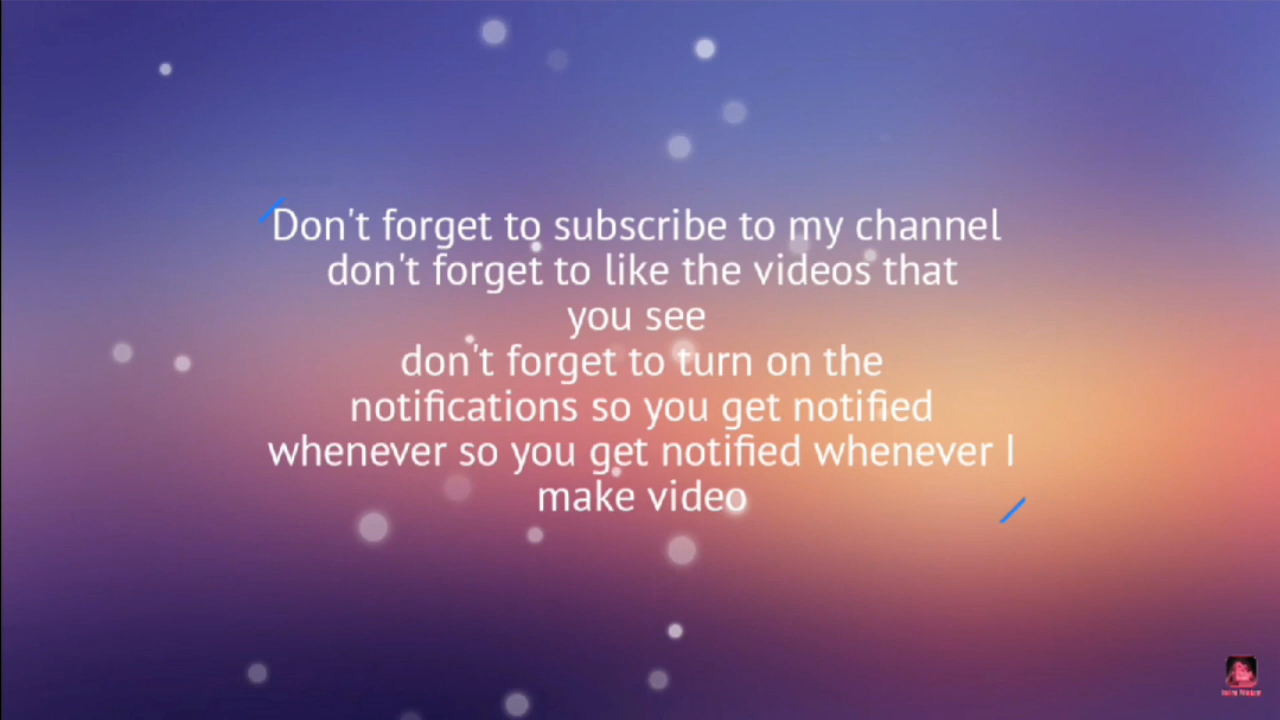 Don't forget to subscribe to my channel
don't forget to like the videos that
you see
don't forget to turn on the
notifications so you get notified
whenever so you get notified whenever I
make video